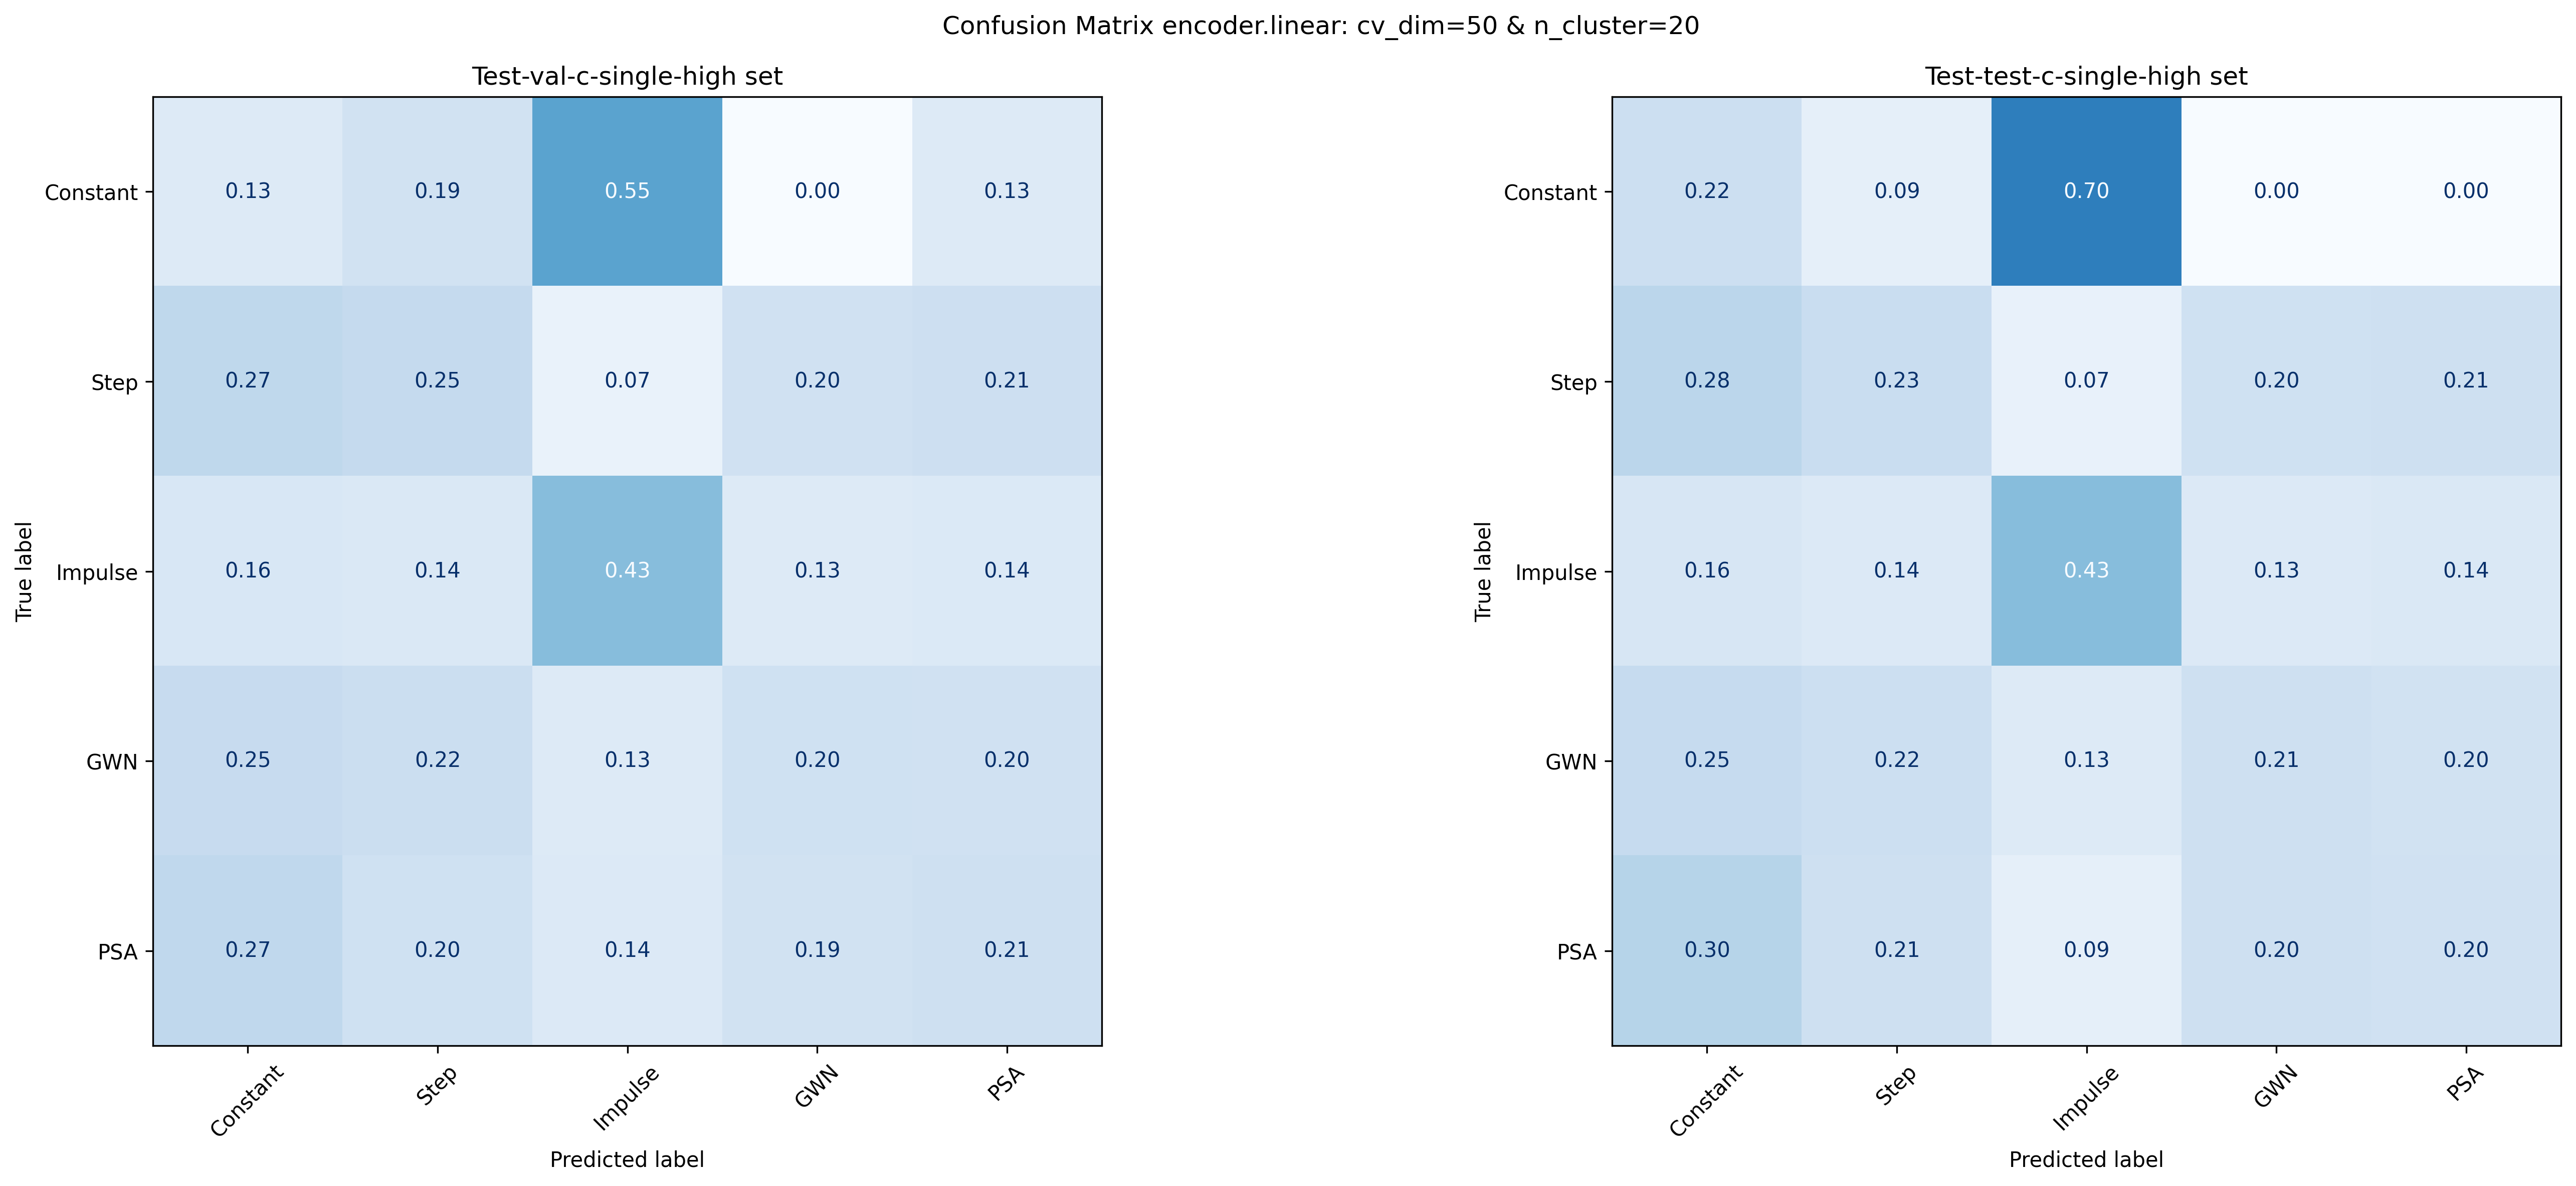 Confusion Matrix encoder.linear: cv_dim=50 & n_cluster=20
Test-val-c-single-high set
True label
Constant 0.13 0.19 0.55 0.00 0.13
Step 0.27 0.25 0.07 0.20 0.21
Impulse 0.16 0.14 0.43 0.13 0.14
GWN 0.25 0.22 0.13 0.20 0.20
PSA 0.27 0.20 0.14 0.19 0.21
Constant Step Impulse GWN PSA
Predicted label
Test-test-c-single-high set
True label
Constant 0.22 0.09 0.70 0.00 0.00
Step 0.28 0.23 0.07 0.20 0.21
Impulse 0.16 0.14 0.43 0.13 0.14
GWN 0.25 0.22 0.13 0.21 0.20
PSA 0.30 0.21 0.09 0.20 0.20
Constant Step Impulse GWN PSA
Predicted label